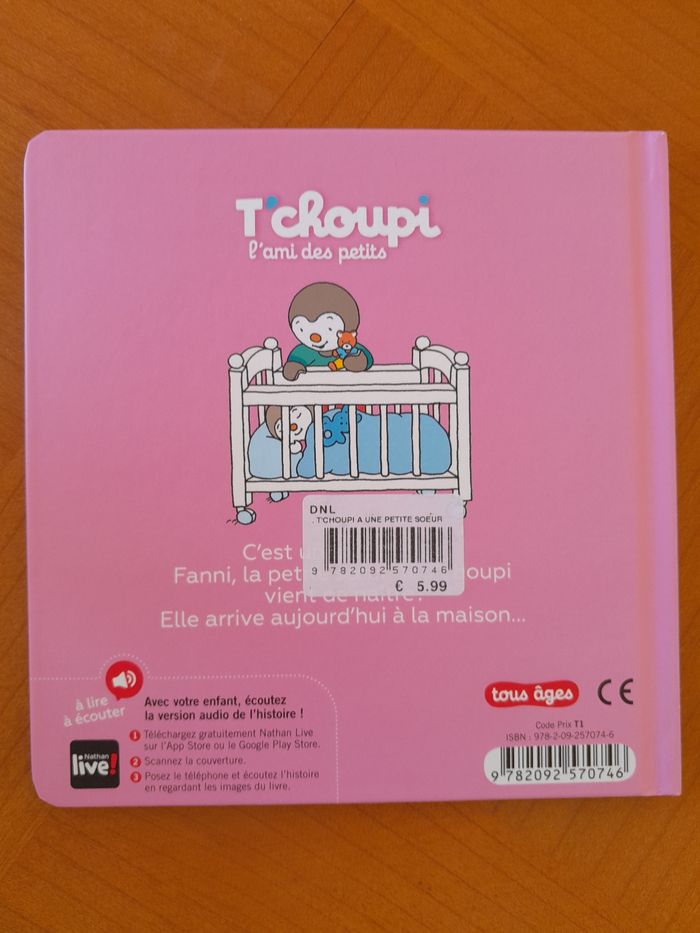 T'choupi
l'ami des petits
DNL
. T'CHOUPI A UNE PETITE SOEUR
9 782092 570746
€ 5.99
C'est un
Fanni, la pet oupi
vient de naître
Elle arrive aujourd'hui à la maison...
à lire
à écouter
Nathan
live!
Avec votre enfant, écoutez
la version audio de l'histoire !
1 Téléchargez gratuitement Nathan Live
sur l'App Store ou le Google Play Store.
2 Scannez la couverture.
3 Posez le téléphone et écoutez l'histoire
en regardant les images du livre.
tous âges
CE
Code Prix T1
ISBN : 978-2-09-257074-6
9 782092 570746